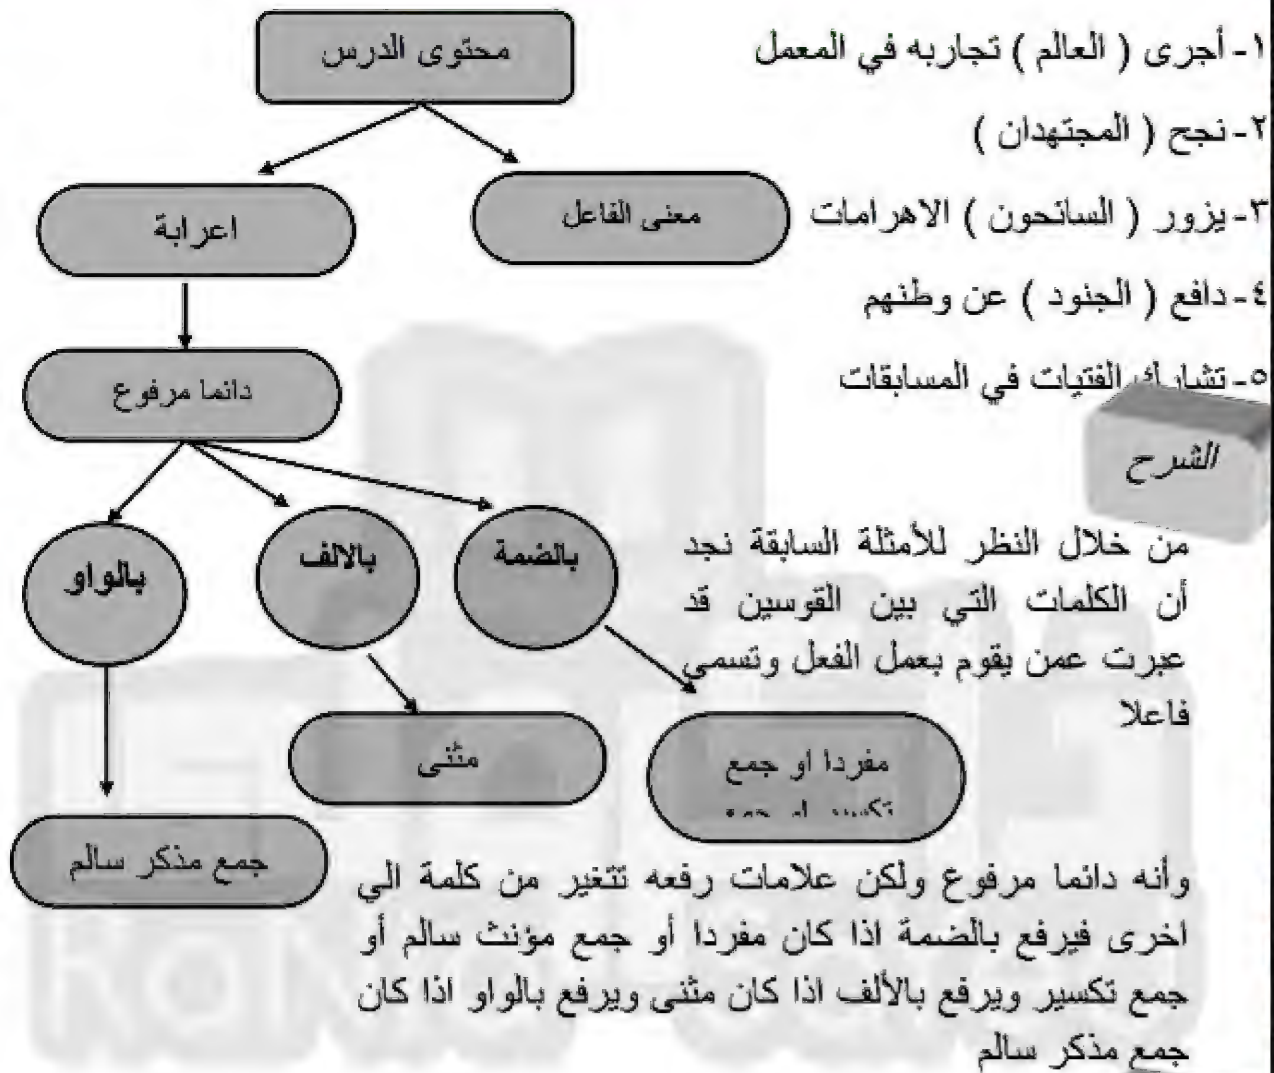 ١- أجرى ( العالم ) تجاربه في المعمل
٢- نجح ( المجتهدان )
٣- يزور ( السائحون ) الاهرامات
٤- دافع ( الجنود ) عن وطنهم
٥- تشارك الفتيات في المسابقات
محتوى الدرس
معنى الفاعل
اعرابة
دائما مرفوع
بالضمة
بالالف
بالواو
مفردا او جمع
تكسير او جمع
مثنى
جمع مذكر سالم
الشرح
من خلال النظر للأمثلة السابقة نجد
أن الكلمات التي بين القوسين قد
عبرت عمن يقوم بعمل الفعل وتسمى
فاعلا
وأنه دائما مرفوع ولكن علامات رفعه تتغير من كلمة الي
اخرى فيرفع بالضمة اذا كان مفردا أو جمع مؤنث سالم أو
جمع تكسير ويرفع بالألف اذا كان مثنى ويرفع بالواو اذا كان
جمع مذكر سالم